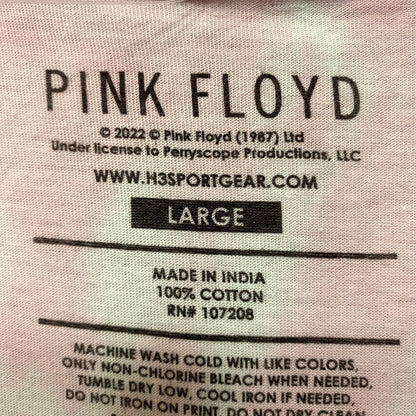 PINK FLOYD
© 2022 © Pink Floyd (1987) Ltd
Under license to Perryscope Productions, LLC
WWW.H3SPORTGEAR.COM
LARGE
MADE IN INDIA
100% COTTON
RN# 107208
MACHINE WASH COLD WITH LIKE COLORS,
ONLY NON-CHLORINE BLEACH WHEN NEEDED,
TUMBLE DRY LOW, COOL IRON IF NEEDED,
DO NOT IRON ON PRINT, DO NOT DRY CLEAN